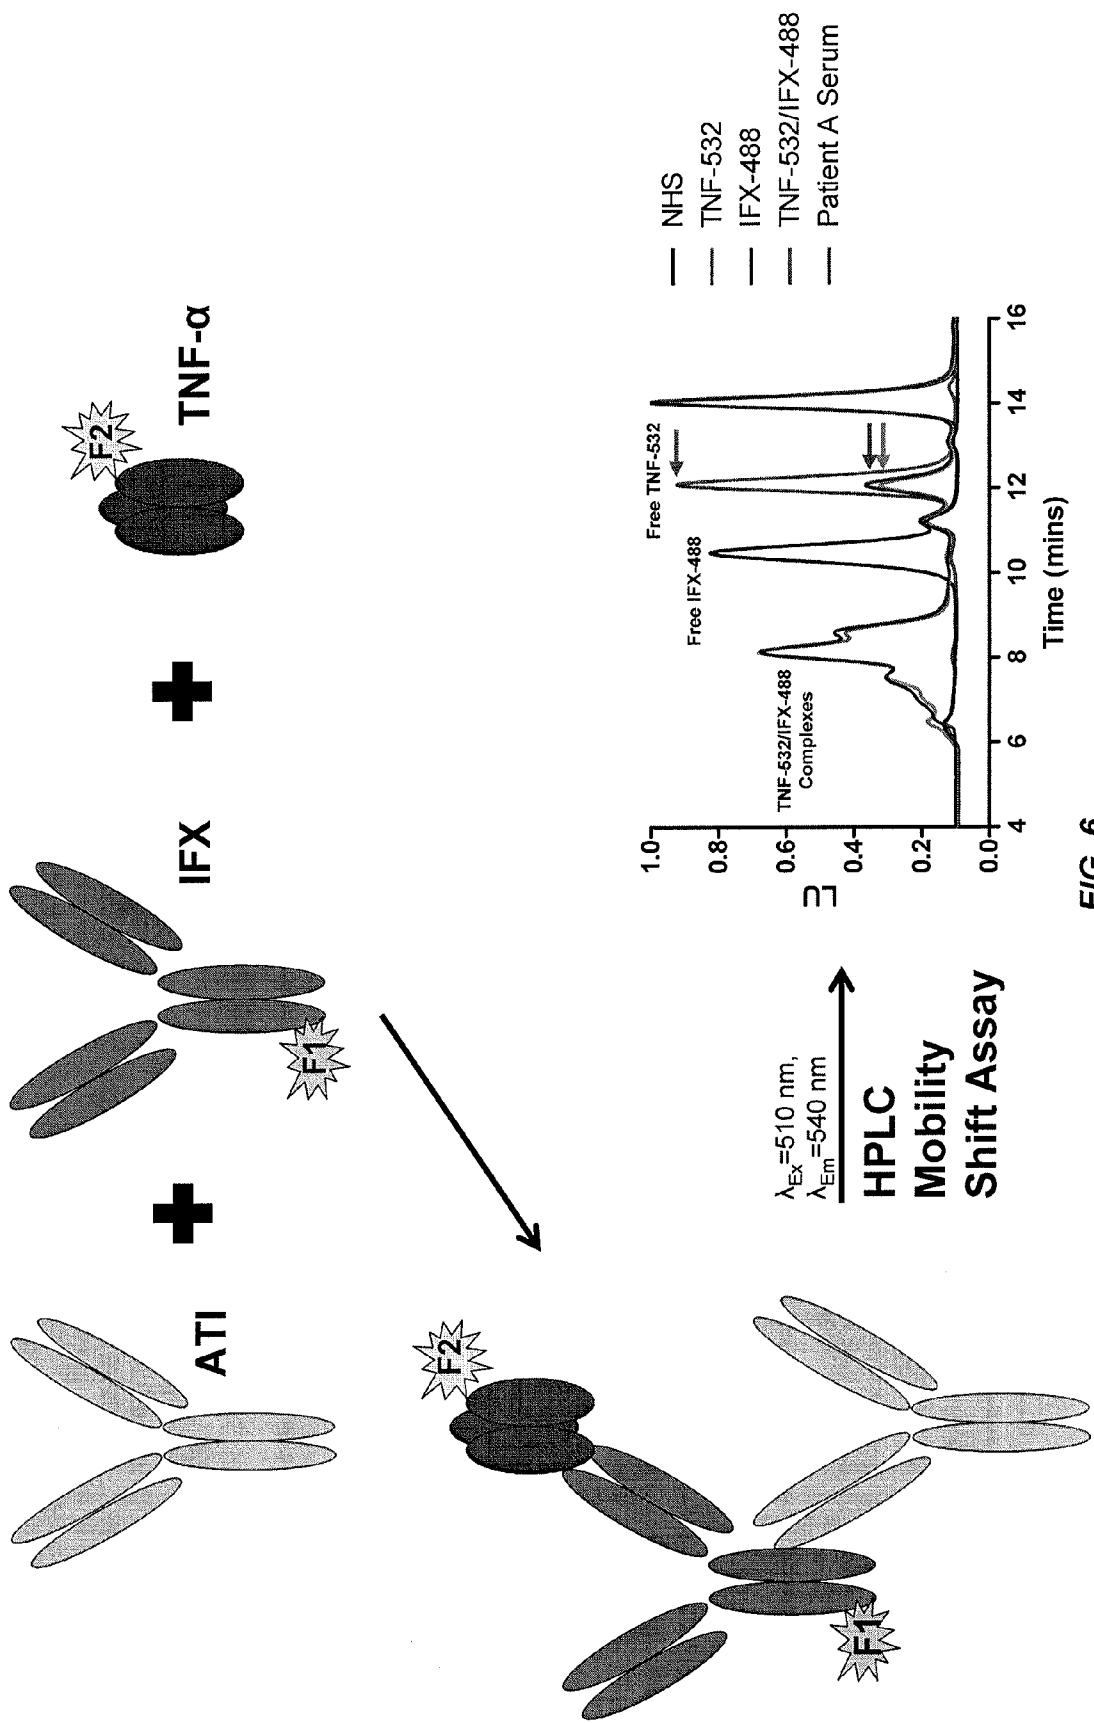 ATI
+
IFX
+
TNF-α
F1
F2
F2
F1
λEx=510 nm,
λEm=540 nm
HPLC
Mobility
Shift Assay
LU
1.0
0.8
0.6
0.4
0.2
0.0
4
6
8
10
12
14
16
Time (mins)
TNF-532/IFX-488
Complexes
Free IFX-488
Free TNF-532
NHS
TNF-532
IFX-488
TNF-532/IFX-488
Patient A Serum
FIG. 6